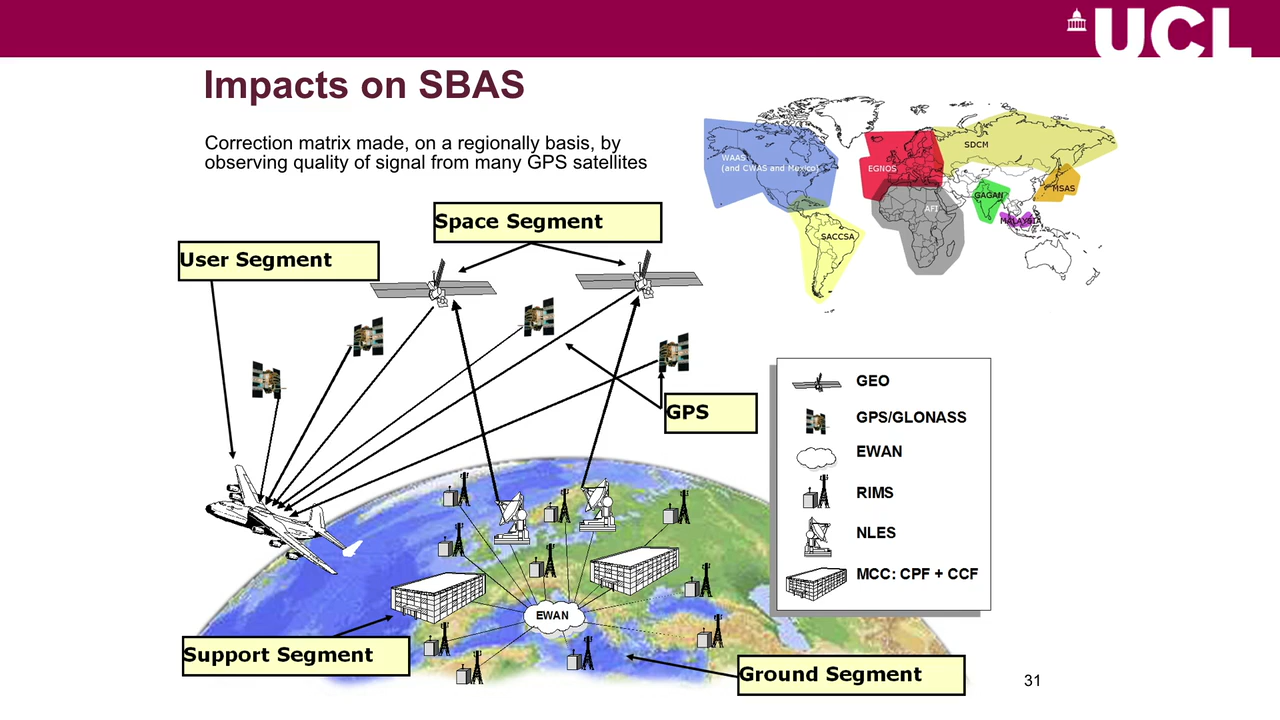 UCL
Impacts on SBAS
Correction matrix made, on a regionally basis, by
observing quality of signal from many GPS satellites
WAAS
(and CWAS and Mexico)
EGNOS
SDCM
MSAS
GAGAN
MALAYSIA
AFI
SACCSA
Space Segment
User Segment
GPS
GEO
GPS/GLONASS
EWAN
RIMS
NLES
MCC: CPF + CCF
EWAN
Support Segment
Ground Segment
31